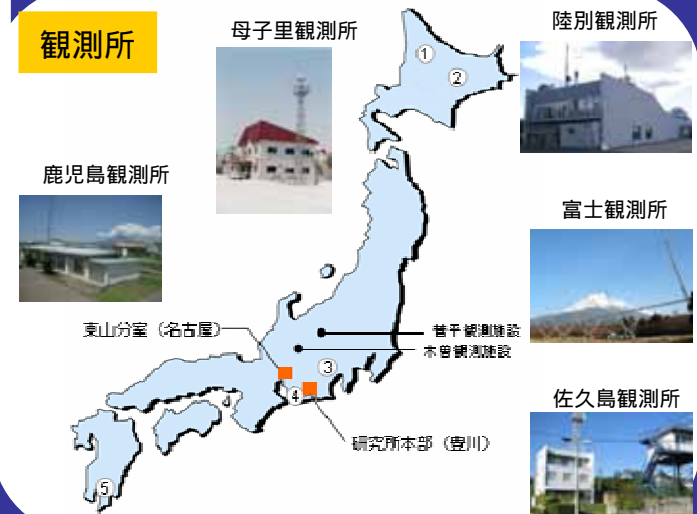 観測所
母子里観測所
陸別観測所
①
②
鹿児島観測所
富士観測所
東山分室（名古屋）
菅平観測施設
木曽観測施設
③
④
佐久島観測所
研究所本部（豊川）
⑤